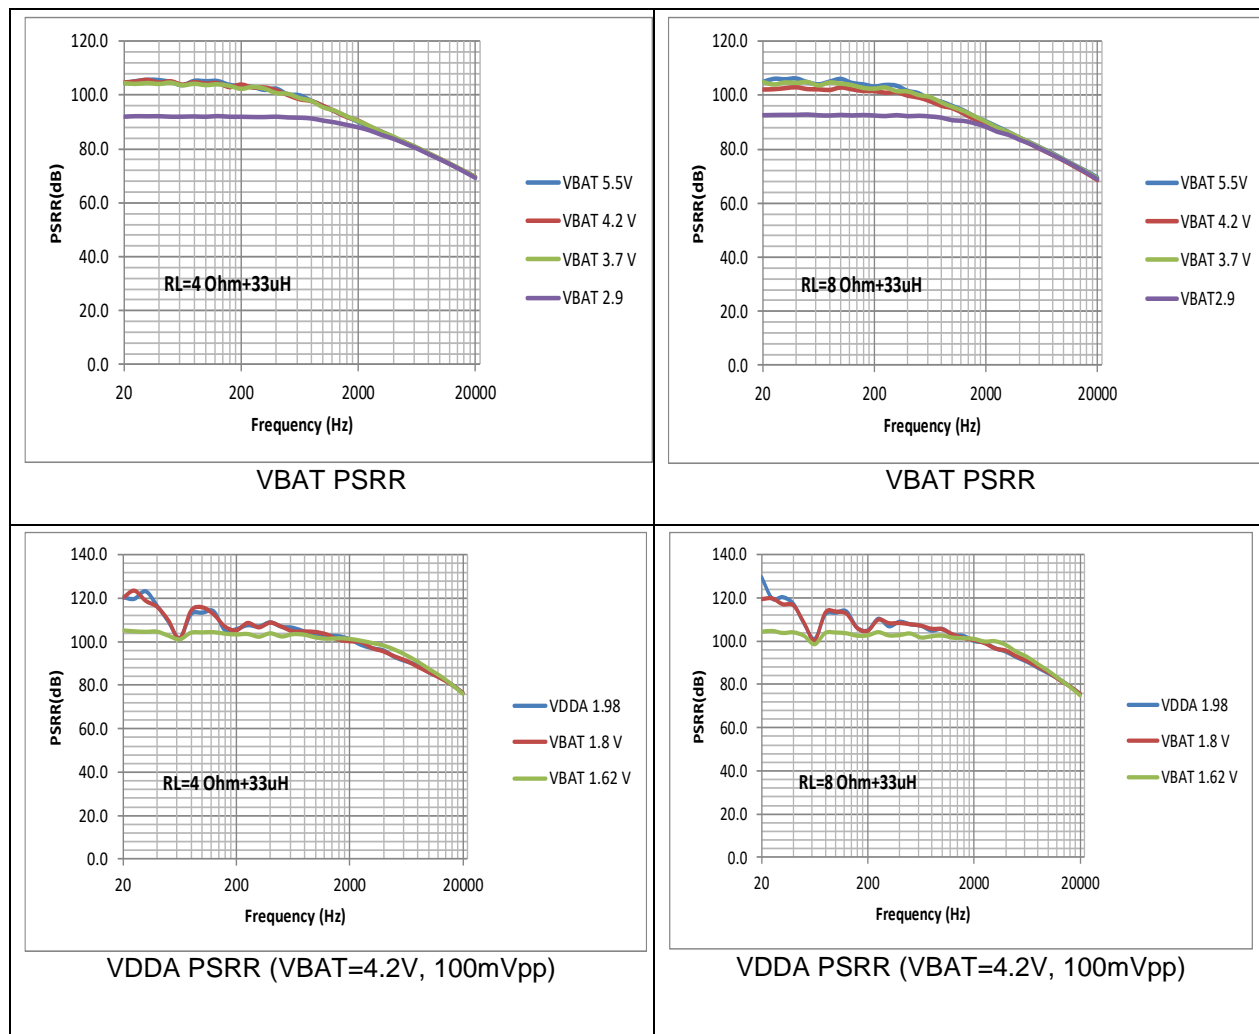 120.0
100.0
80.0
60.0
40.0
20.0
0.0
PSRR(dB)
RL=4 Ohm+33uH
20
200
2000
20000
Frequency (Hz)
VBAT 5.5V
VBAT 4.2 V
VBAT 3.7 V
VBAT 2.9
VBAT PSRR
120.0
100.0
80.0
60.0
40.0
20.0
0.0
PSRR(dB)
RL=8 Ohm+33uH
20
200
2000
20000
Frequency (Hz)
VBAT 5.5V
VBAT 4.2 V
VBAT 3.7 V
VBAT2.9
VBAT PSRR
140.0
120.0
100.0
80.0
60.0
40.0
20.0
0.0
PSRR(dB)
RL=4 Ohm+33uH
20
200
2000
20000
Frequency (Hz)
VDDA 1.98
VBAT 1.8 V
VBAT 1.62 V
VDDA PSRR (VBAT=4.2V, 100mVpp)
140.0
120.0
100.0
80.0
60.0
40.0
20.0
0.0
PSRR(dB)
RL=8 Ohm+33uH
20
200
2000
20000
Frequency (Hz)
VDDA 1.98
VBAT 1.8 V
VBAT 1.62 V
VDDA PSRR (VBAT=4.2V, 100mVpp)